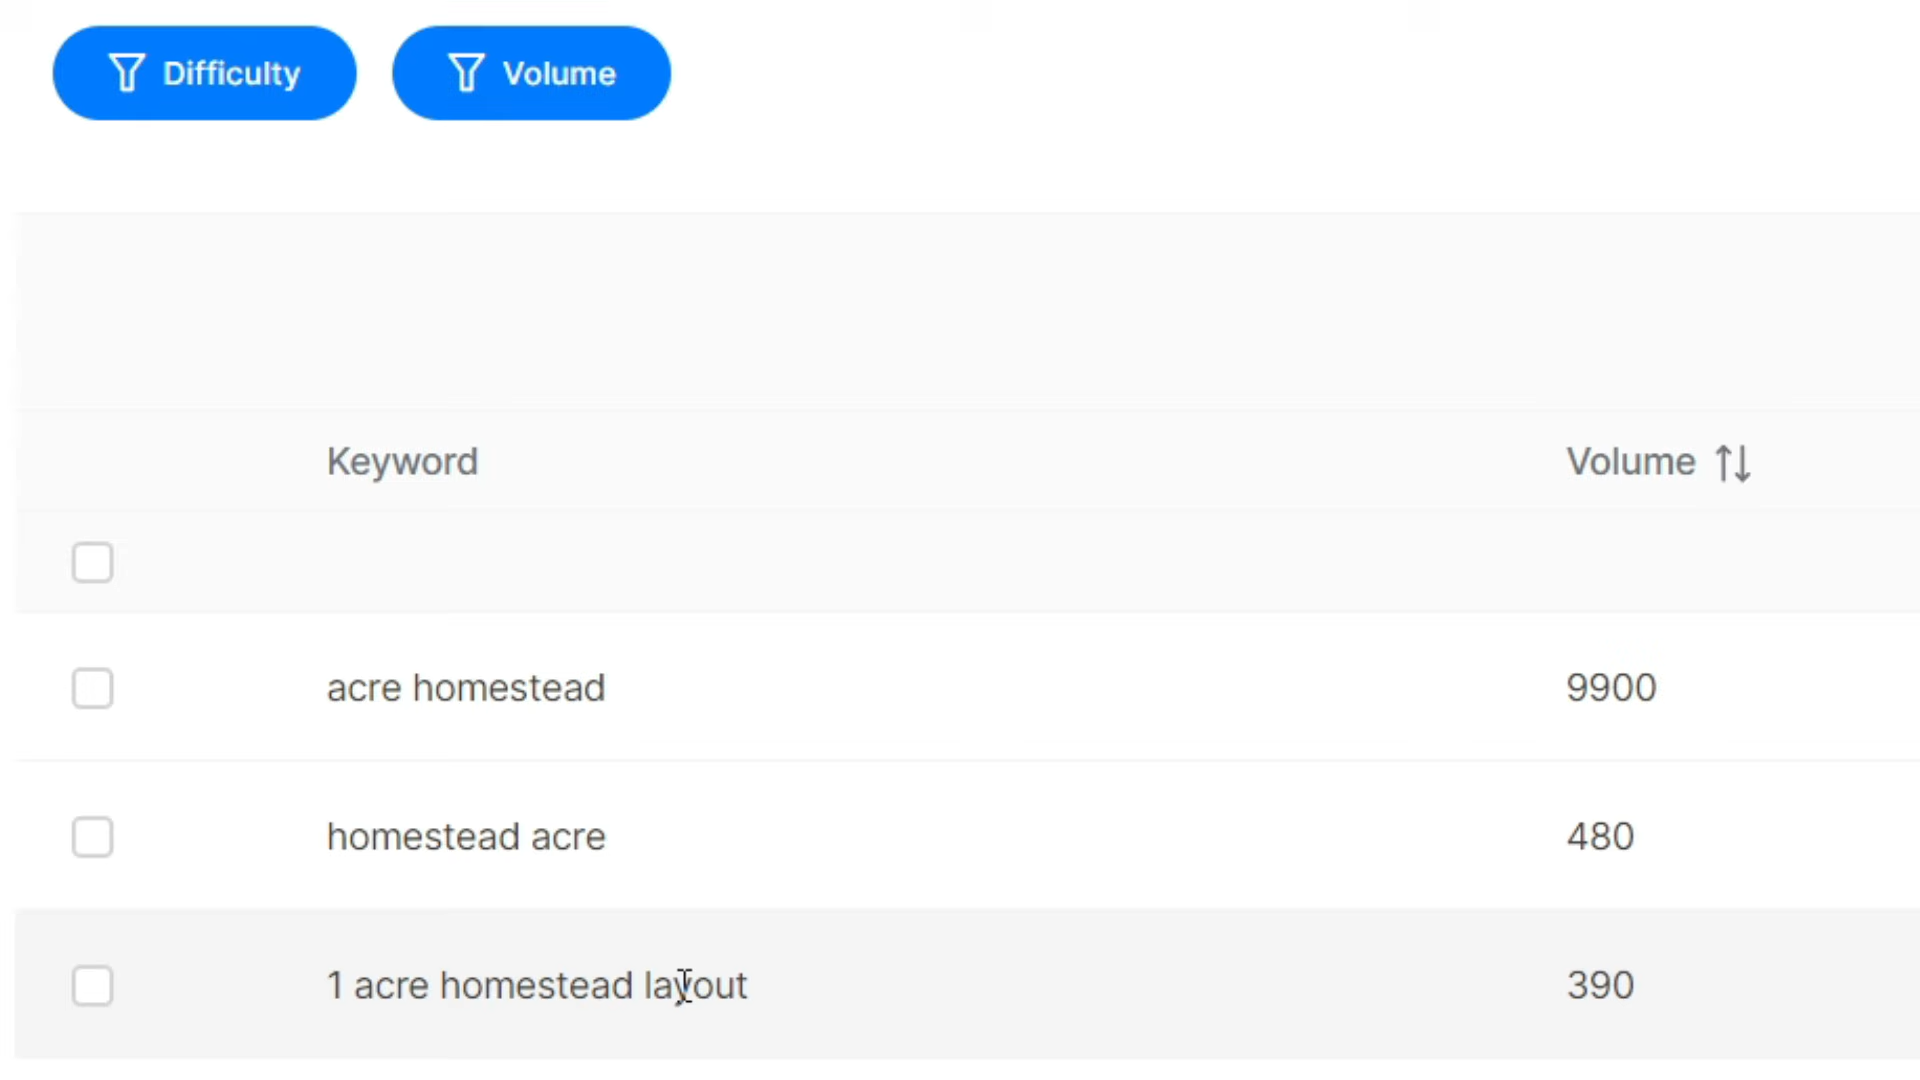 Difficulty Volume
Keyword Volume
acre homestead 9900
homestead acre 480
1 acre homestead layout 390